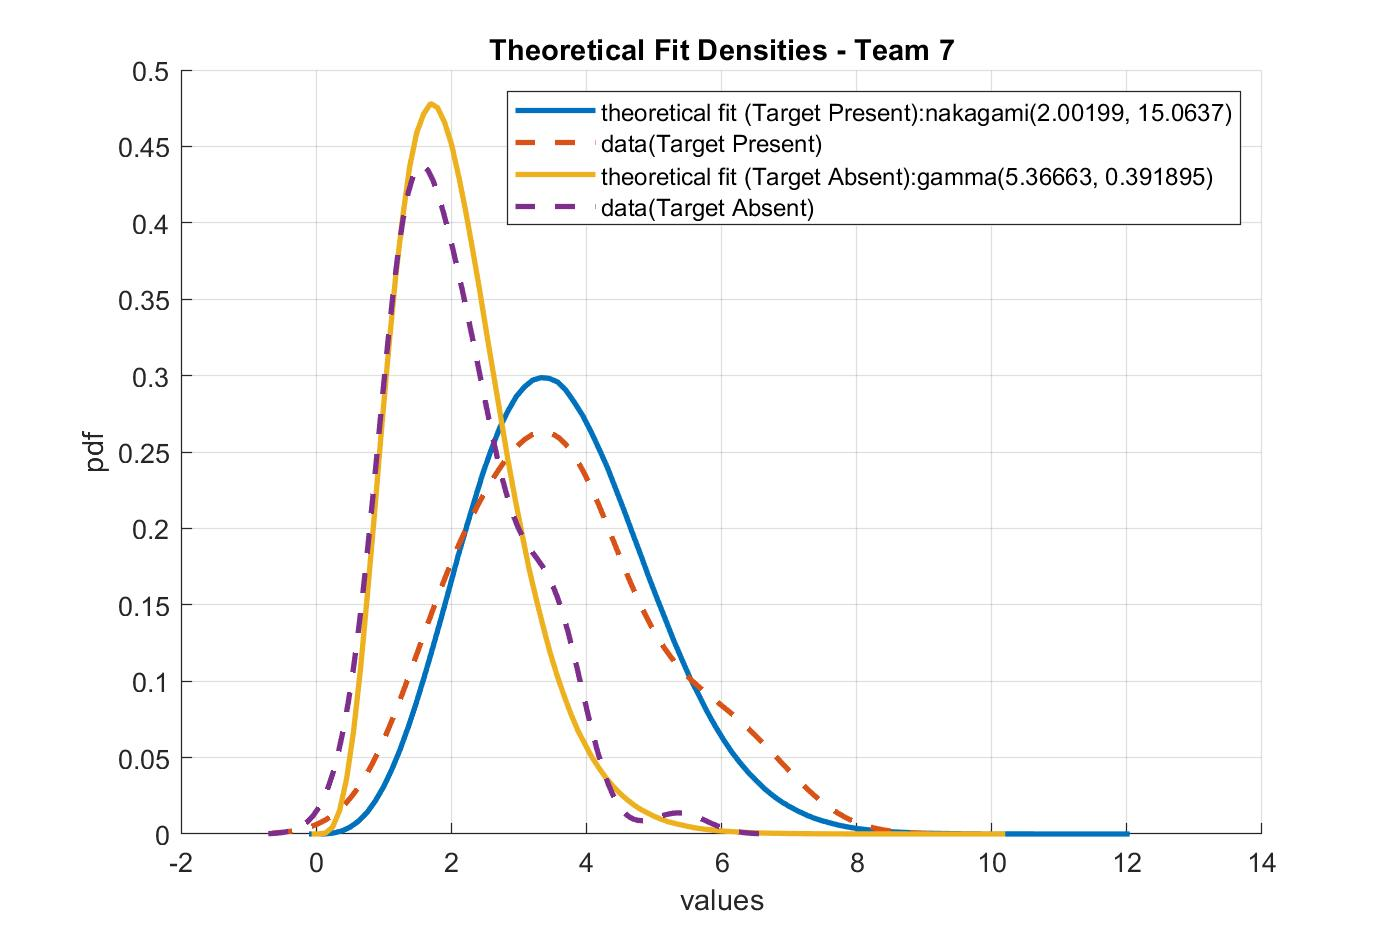 Theoretical Fit Densities - Team 7
0.5
0.45
0.4
0.35
0.3
0.25
0.2
0.15
0.1
0.05
0
pdf
theoretical fit (Target Present):nakagami(2.00199, 15.0637)
data(Target Present)
theoretical fit (Target Absent):gamma(5.36663, 0.391895)
data(Target Absent)
-2 0 2 4 6 8 10 12 14
values